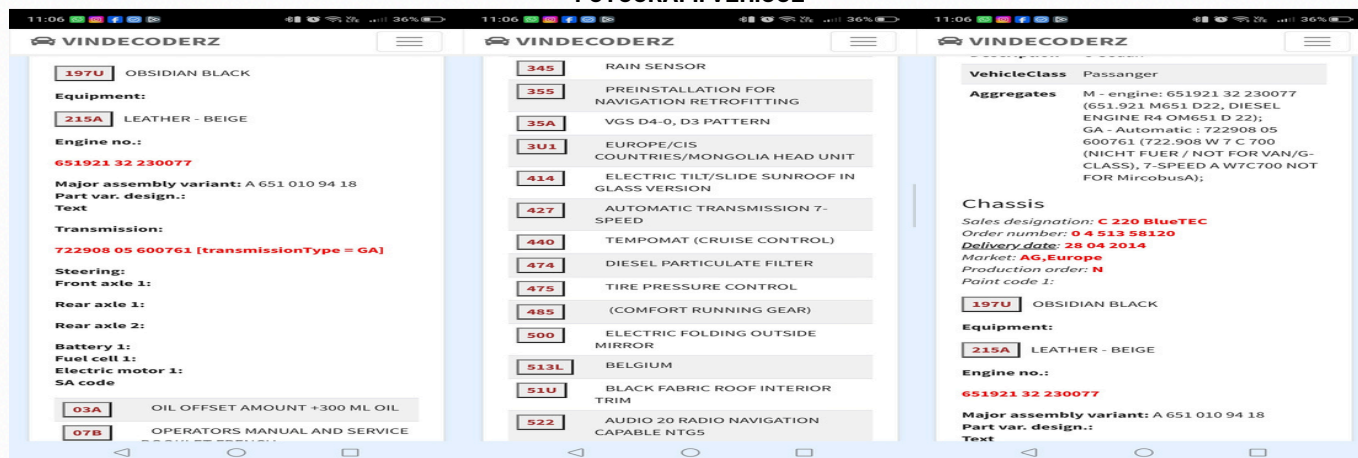 11:06
36%
VINDECODERZ
197U OBSIDIAN BLACK
Equipment:
215A LEATHER - BEIGE
Engine no.:
651921 32 230077
Major assembly variant: A 651 010 94 18
Part var. design.:
Text
Transmission:
722908 05 600761 [transmissionType = GA]
Steering:
Front axle 1:
Rear axle 1:
Rear axle 2:
Battery 1:
Fuel cell 1:
Electric motor 1:
SA code
03A OIL OFFSET AMOUNT +300 ML OIL
07B OPERATORS MANUAL AND SERVICE
11:06
36%
VINDECODERZ
345 RAIN SENSOR
355 PREINSTALLATION FOR
NAVIGATION RETROFITTING
35A VGS D4-0, D3 PATTERN
3U1 EUROPE/CIS
COUNTRIES/MONGOLIA HEAD UNIT
414 ELECTRIC TILT/SLIDE SUNROOF IN
GLASS VERSION
427 AUTOMATIC TRANSMISSION 7-
SPEED
440 TEMPOMAT (CRUISE CONTROL)
474 DIESEL PARTICULATE FILTER
475 TIRE PRESSURE CONTROL
485 (COMFORT RUNNING GEAR)
500 ELECTRIC FOLDING OUTSIDE
MIRROR
513L BELGIUM
51U BLACK FABRIC ROOF INTERIOR
TRIM
522 AUDIO 20 RADIO NAVIGATION
CAPABLE NTG5
11:06
36%
VINDECODERZ
VehicleClass Passanger
Aggregates M - engine: 651921 32 230077
(651.921 M651 D22, DIESEL
ENGINE R4 OM651 D 22);
GA - Automatic : 722908 05
600761 (722.908 W 7 C 700
(NICHT FUER / NOT FOR VAN/G-
CLASS), 7-SPEED A W7C700 NOT
FOR MircobusA);
Chassis
Sales designation: C 220 BlueTEC
Order number: 0 4 513 58120
Delivery date: 28 04 2014
Market: AG,Europe
Production order: N
Paint code 1:
197U OBSIDIAN BLACK
Equipment:
215A LEATHER - BEIGE
Engine no.:
651921 32 230077
Major assembly variant: A 651 010 94 18
Part var. design.:
Text